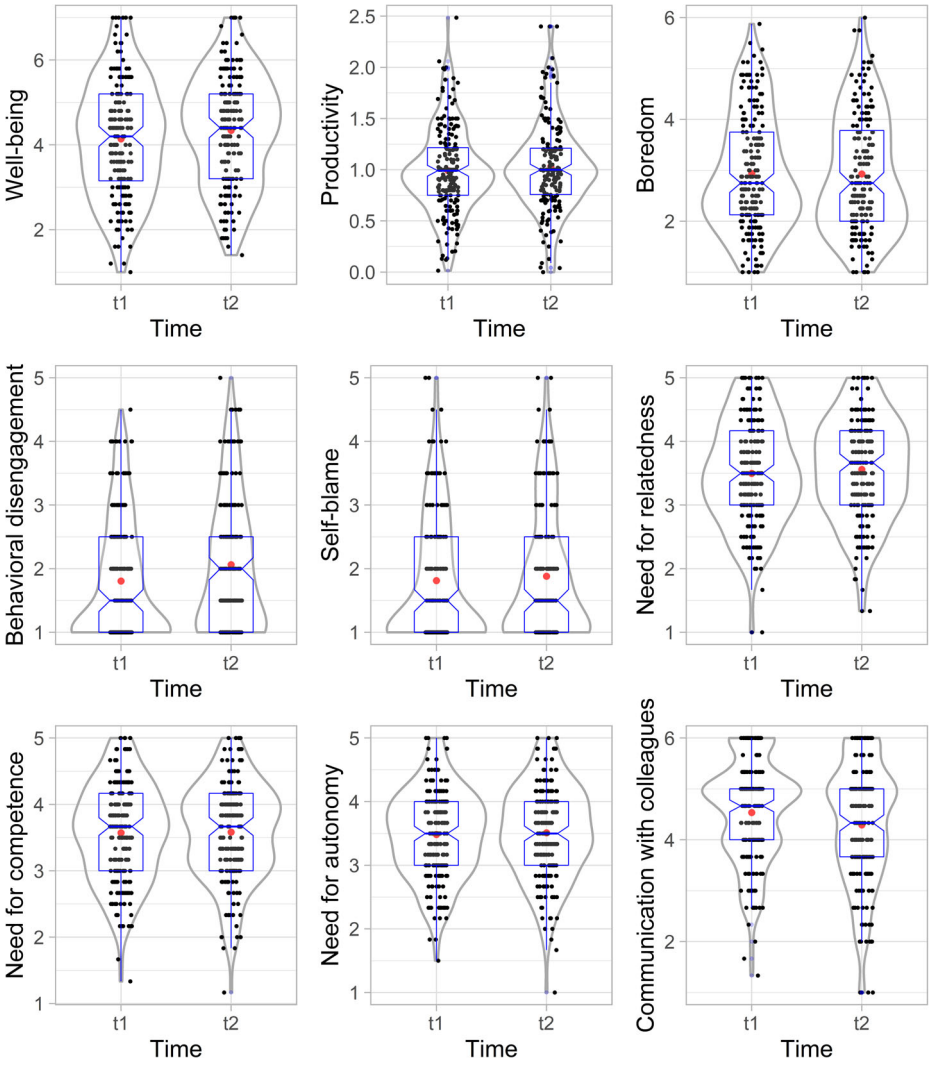 Well-being
6
4
2
t1
t2
Time
Productivity
2.5
2.0
1.5
1.0
0.5
0.0
t1
t2
Time
Boredom
6
4
2
t1
t2
Time
Behavioral disengagement
5
4
3
2
1
t1
t2
Time
Self-blame
5
4
3
2
1
t1
t2
Time
Need for relatedness
5
4
3
2
1
t1
t2
Time
Need for competence
5
4
3
2
1
t1
t2
Time
Need for autonomy
5
4
3
2
1
t1
t2
Time
Communication with colleagues
6
4
2
t1
t2
Time